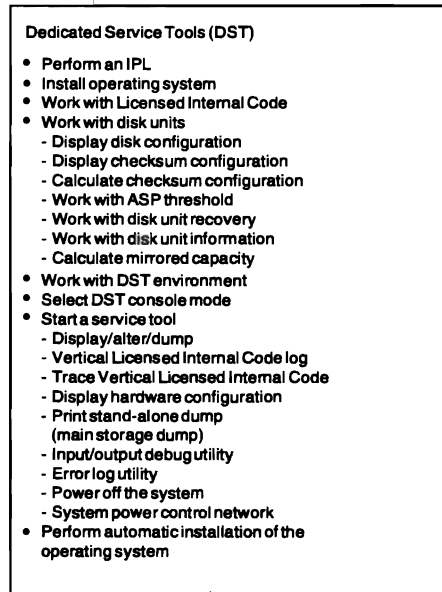 Dedicated Service Tools (DST)
• Perform an IPL
• Install operating system
• Work with Licensed Internal Code
• Work with disk units
- Display disk configuration
- Display checksum configuration
- Calculate checksum configuration
- Work with ASP threshold
- Work with disk unit recovery
- Work with disk unit information
- Calculate mirrored capacity
• Work with DST environment
• Select DST console mode
• Start a service tool
- Display/alter/dump
- Vertical Licensed Internal Code log
- Trace Vertical Licensed Internal Code
- Display hardware configuration
- Print stand-alone dump
(main storage dump)
- Input/output debug utility
- Error log utility
- Power off the system
- System power control network
• Perform automatic installation of the
operating system